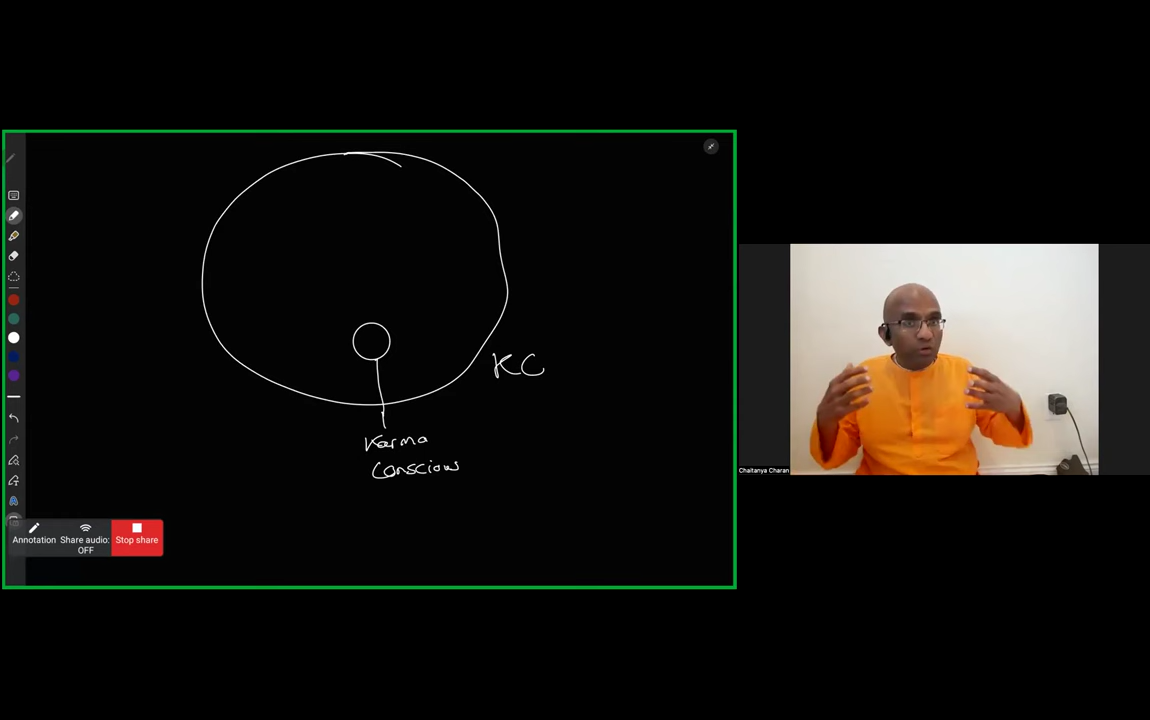 KC
Karma
Conscious
Chaitanya Charan
Annotation
Share audio:
OFF
Stop share